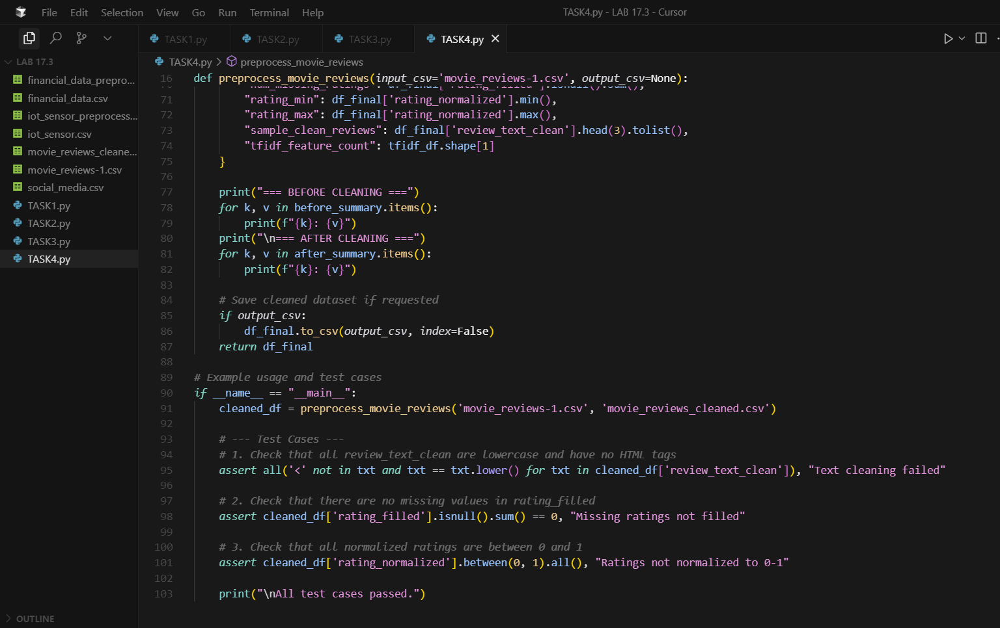 File Edit Selection View Go Run Terminal Help
TASK4.py - LAB 17.3 - Cursor
TASK1.py
TASK2.py
TASK3.py
TASK4.py
LAB 17.3
financial_data_prepro...
financial_data.csv
iot_sensor_preprocess...
iot_sensor.csv
movie_reviews_cleane...
movie_reviews-1.csv
social_media.csv
TASK1.py
TASK2.py
TASK3.py
TASK4.py
OUTLINE
TASK4.py > preprocess_movie_reviews
16 def preprocess_movie_reviews(input_csv='movie_reviews-1.csv', output_csv=None):
70 "num_missing_ratings": df_final['rating_filled'].isnull().sum(),
71 "rating_min": df_final['rating_normalized'].min(),
72 "rating_max": df_final['rating_normalized'].max(),
73 "sample_clean_reviews": df_final['review_text_clean'].head(3).tolist(),
74 "tfidf_feature_count": tfidf_df.shape[1]
75 }
76
77 print("=== BEFORE CLEANING ===")
78 for k, v in before_summary.items():
79 print(f"{k}: {v}")
80 print("\n=== AFTER CLEANING ===")
81 for k, v in after_summary.items():
82 print(f"{k}: {v}")
83
84 # Save cleaned dataset if requested
85 if output_csv:
86 df_final.to_csv(output_csv, index=False)
87 return df_final
88
89 # Example usage and test cases
90 if __name__ == "__main__":
91 cleaned_df = preprocess_movie_reviews('movie_reviews-1.csv', 'movie_reviews_cleaned.csv')
92
93 # --- Test Cases ---
94 # 1. Check that all review_text_clean are lowercase and have no HTML tags
95 assert all('<' not in txt and txt == txt.lower() for txt in cleaned_df['review_text_clean']), "Text cleaning failed"
96
97 # 2. Check that there are no missing values in rating_filled
98 assert cleaned_df['rating_filled'].isnull().sum() == 0, "Missing ratings not filled"
99
100 # 3. Check that all normalized ratings are between 0 and 1
101 assert cleaned_df['rating_normalized'].between(0, 1).all(), "Ratings not normalized to 0-1"
102
103 print("\nAll test cases passed.")